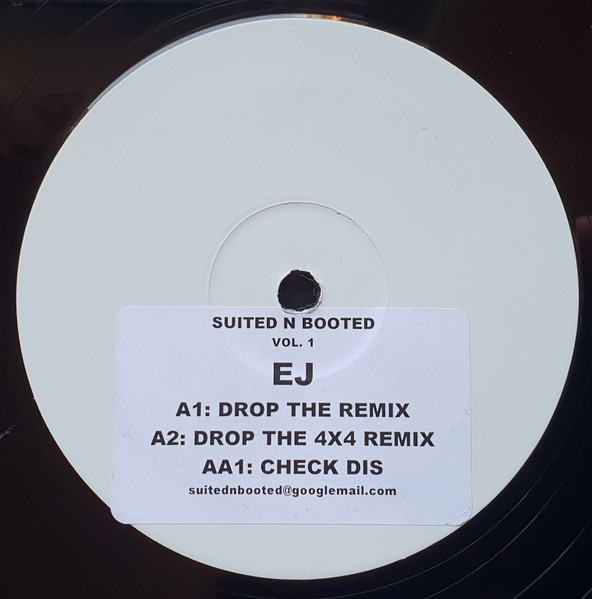 SUITED N BOOTED
VOL. 1
EJ
A1: DROP THE REMIX
A2: DROP THE 4X4 REMIX
AA1: CHECK DIS
suitednbooted@googlemail.com